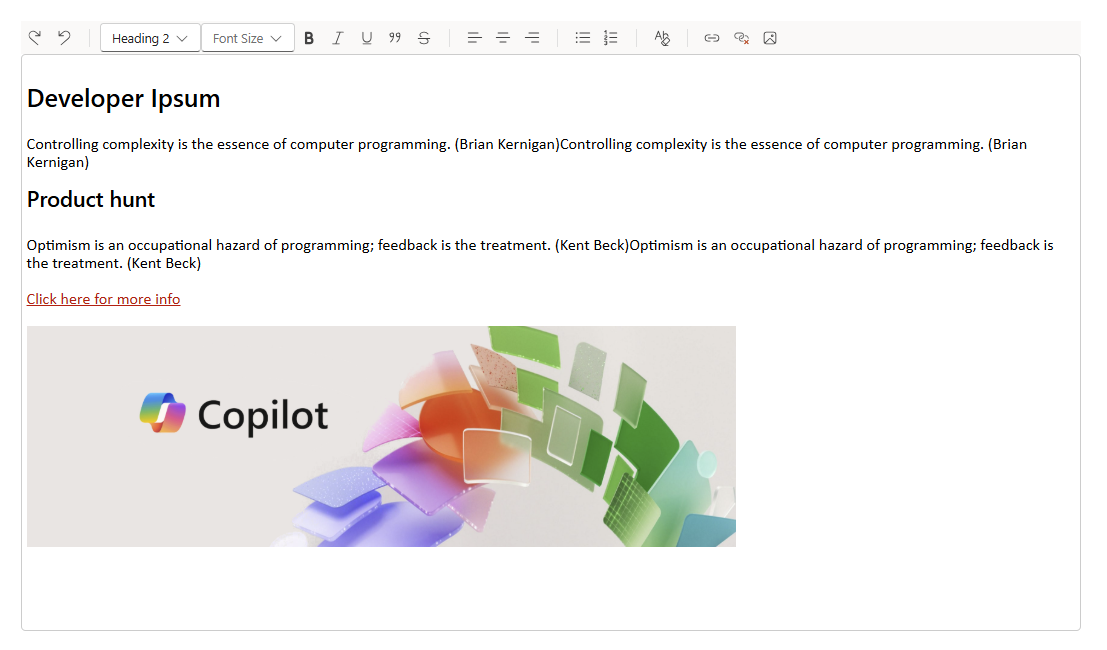 Heading 2 Font Size B I U 99 S
Developer Ipsum
Controlling complexity is the essence of computer programming. (Brian Kernigan)Controlling complexity is the essence of computer programming. (Brian
Kernigan)
Product hunt
Optimism is an occupational hazard of programming; feedback is the treatment. (Kent Beck)Optimism is an occupational hazard of programming; feedback is
the treatment. (Kent Beck)
Click here for more info
Copilot